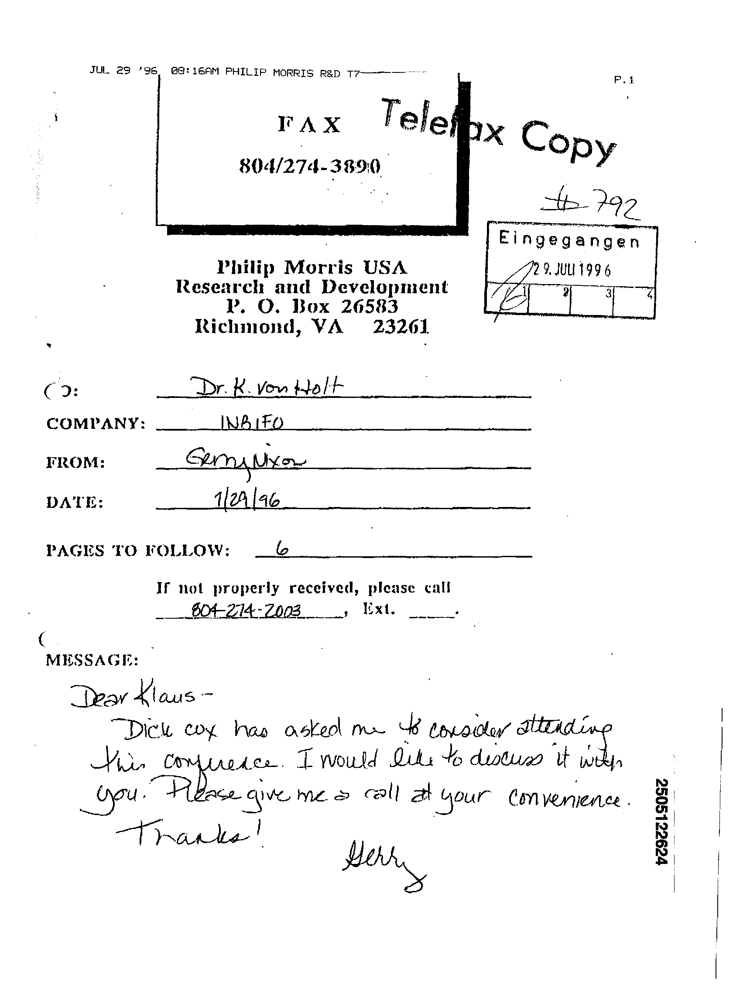 JUL 29 '96 08:16AM PHILIP MORRIS R&D T7
P.1
FAX
Telefax Copy
804/274-3890
# 792
Eingegangen
29. JULI 1996
1 2 3 4
Philip Morris USA
Research and Development
P. O. Box 26583
Richmond, VA 23261
O:
Dr. K. von Holt
COMPANY: INBIFO
FROM: Gerry Nixon
DATE: 7/29/96
PAGES TO FOLLOW: 6
If not properly received, please call
804-274-2003, Ext. ____.
MESSAGE:
Dear Klaus -
Dick cox has asked me to consider attending
this conference. I would like to discuss it with
you. Please give me a call at your convenience.
Thanks!
Gerry
2505122624